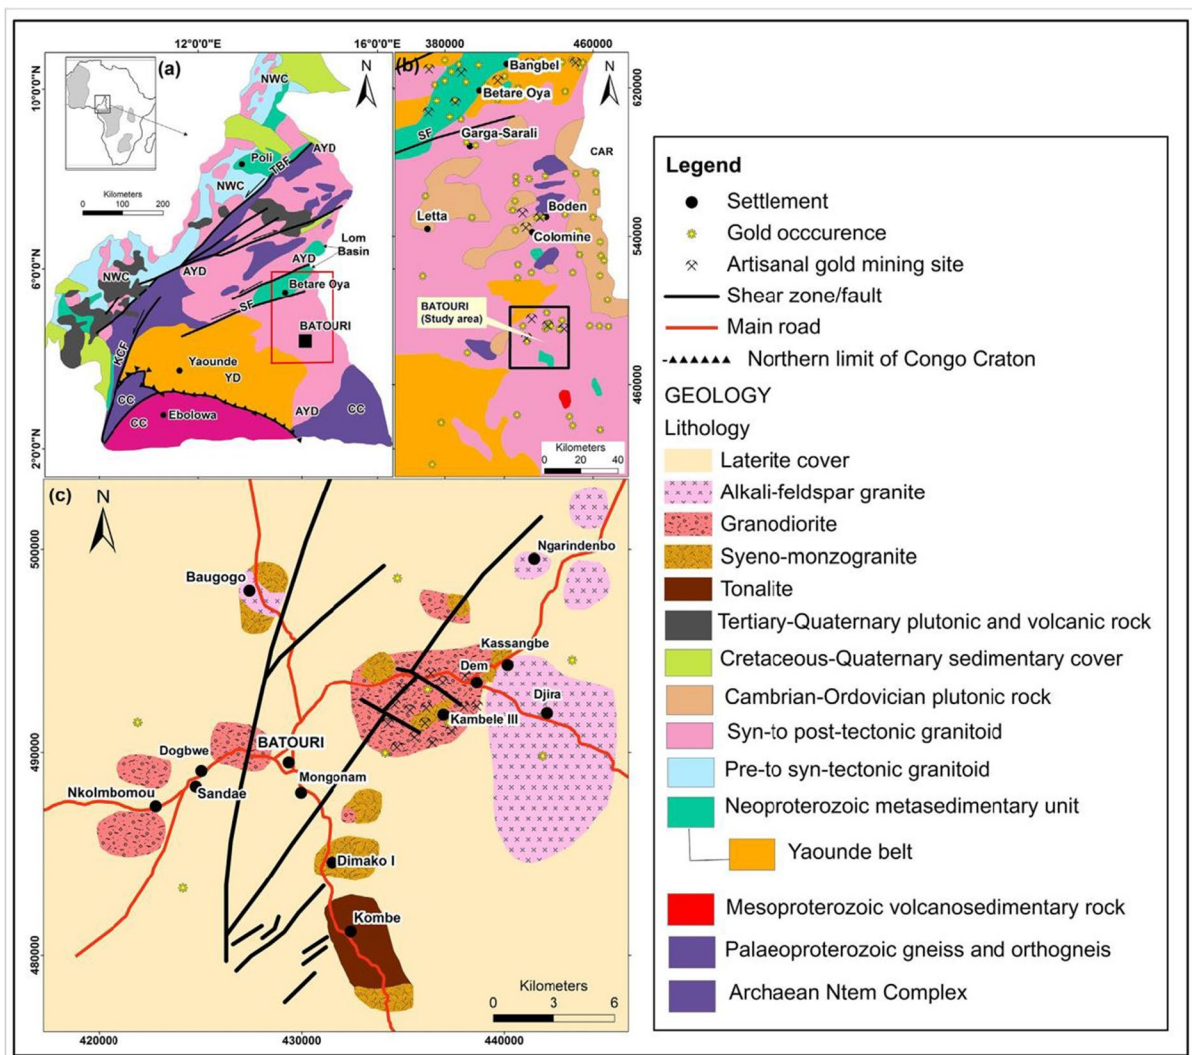 12°0'0"E
16°0'0"E
380000
460000
10°0'0"N
6°0'0"N
2°0'0"N
(a)
N
NWC
Poli
TBF
AYD
NWC
Kilometers
0 100 200
NWC
AYD
AYD
Lom
Basin
Betare Oya
SF
BATOURI
KCF
Yaounde
YD
CC
CC
Ebolowa
AYD
CC
(b)
N
Bangbel
Betare Oya
SF
Garga-Sarali
CAR
Letta
Boden
Colomine
BATOURI
(Study area)
620000
540000
460000
Kilometers
0 20 40
(c)
N
500000
490000
480000
Ngarindenbo
Baugogo
Kassangbe
Dem
Djira
Kambele III
Dogbwe
BATOURI
Mongonam
Nkolmbomou
Sandae
Dimako I
Kombe
Kilometers
0 3 6
420000
430000
440000
Legend
Settlement
Gold occcurence
Artisanal gold mining site
Shear zone/fault
Main road
Northern limit of Congo Craton
GEOLOGY
Lithology
Laterite cover
Alkali-feldspar granite
Granodiorite
Syeno-monzogranite
Tonalite
Tertiary-Quaternary plutonic and volcanic rock
Cretaceous-Quaternary sedimentary cover
Cambrian-Ordovician plutonic rock
Syn-to post-tectonic granitoid
Pre-to syn-tectonic granitoid
Neoproterozoic metasedimentary unit
Yaounde belt
Mesoproterozoic volcanosedimentary rock
Palaeoproterozoic gneiss and orthogneis
Archaean Ntem Complex